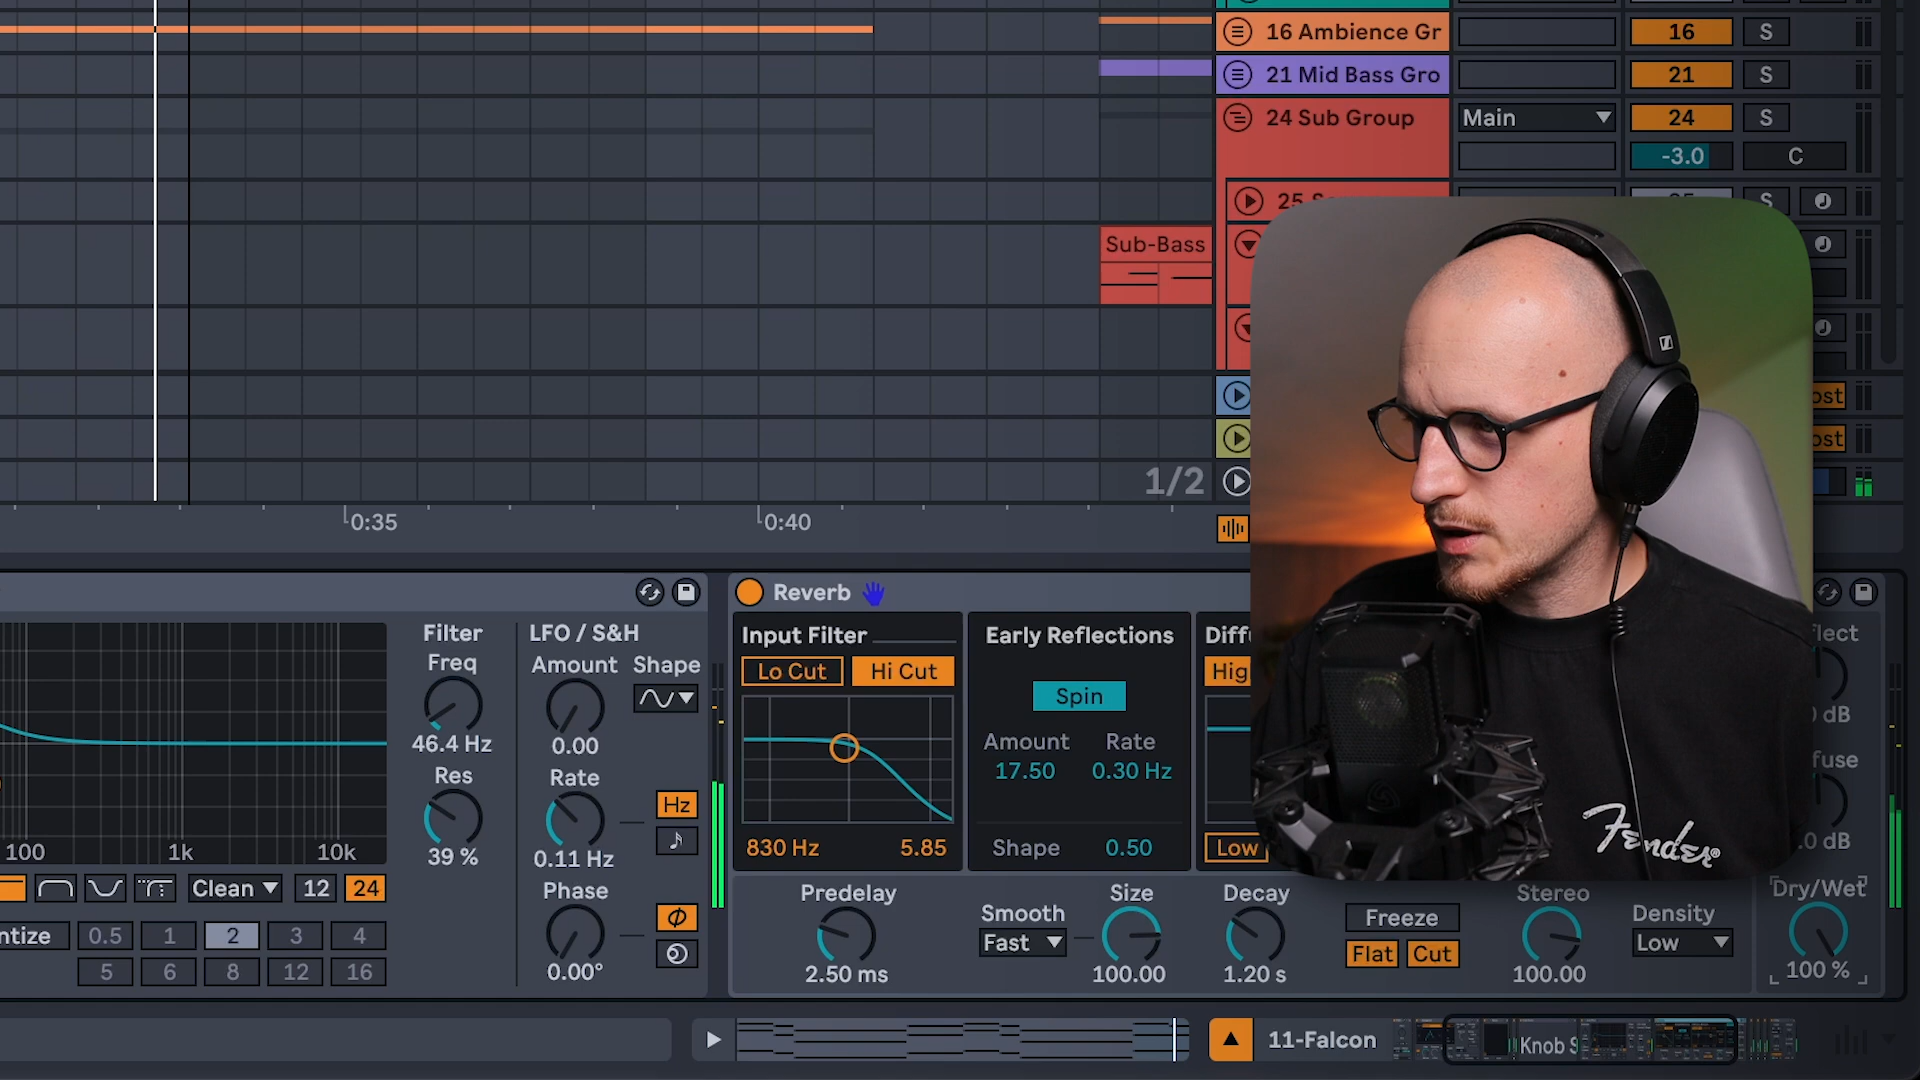 16 Ambience Gr
16
S
21 Mid Bass Gro
21
S
24 Sub Group
Main
24
S
-3.0
C
S
Sub-Bass
1/2
0:35
0:40
Reverb
Filter
Freq
46.4 Hz
Res
39 %
LFO / S&H
Amount
Shape
0.00
Rate
Hz
0.11 Hz
Phase
0.00°
100
1k
10k
Clean
12
24
ntize
0.5
1
2
3
4
5
6
8
12
16
Input Filter
Lo Cut
Hi Cut
830 Hz
5.85
Early Reflections
Spin
Amount
Rate
17.50
0.30 Hz
Shape
0.50
Diffu
Hig
Low
Predelay
2.50 ms
Smooth
Fast
Size
100.00
Decay
1.20 s
Freeze
Flat
Cut
Stereo
100.00
Density
Low
Dry/Wet
100 %
Fender
11-Falcon
Knob S